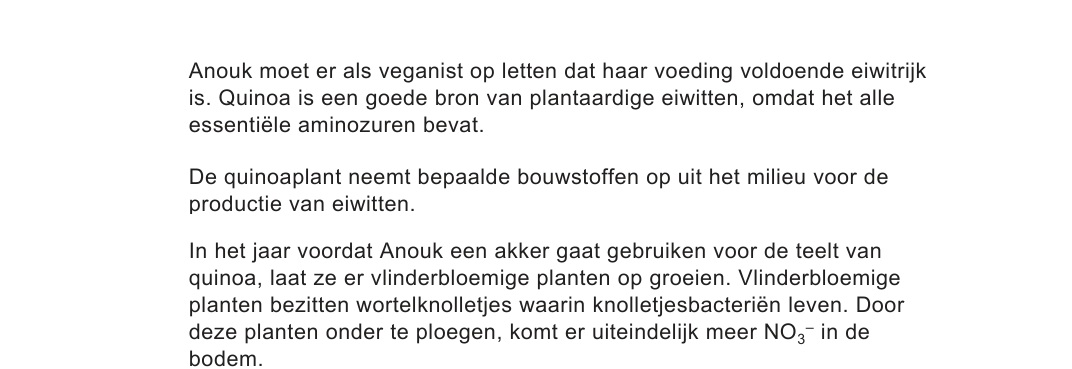 Anouk moet er als veganist op letten dat haar voeding voldoende eiwitrijk
is. Quinoa is een goede bron van plantaardige eiwitten, omdat het alle
essentiële aminozuren bevat.
De quinoaplant neemt bepaalde bouwstoffen op uit het milieu voor de
productie van eiwitten.
In het jaar voordat Anouk een akker gaat gebruiken voor de teelt van
quinoa, laat ze er vlinderbloemige planten op groeien. Vlinderbloemige
planten bezitten wortelknolletjes waarin knolletjesbacteriën leven. Door
deze planten onder te ploegen, komt er uiteindelijk meer NO₃⁻ in de
bodem.